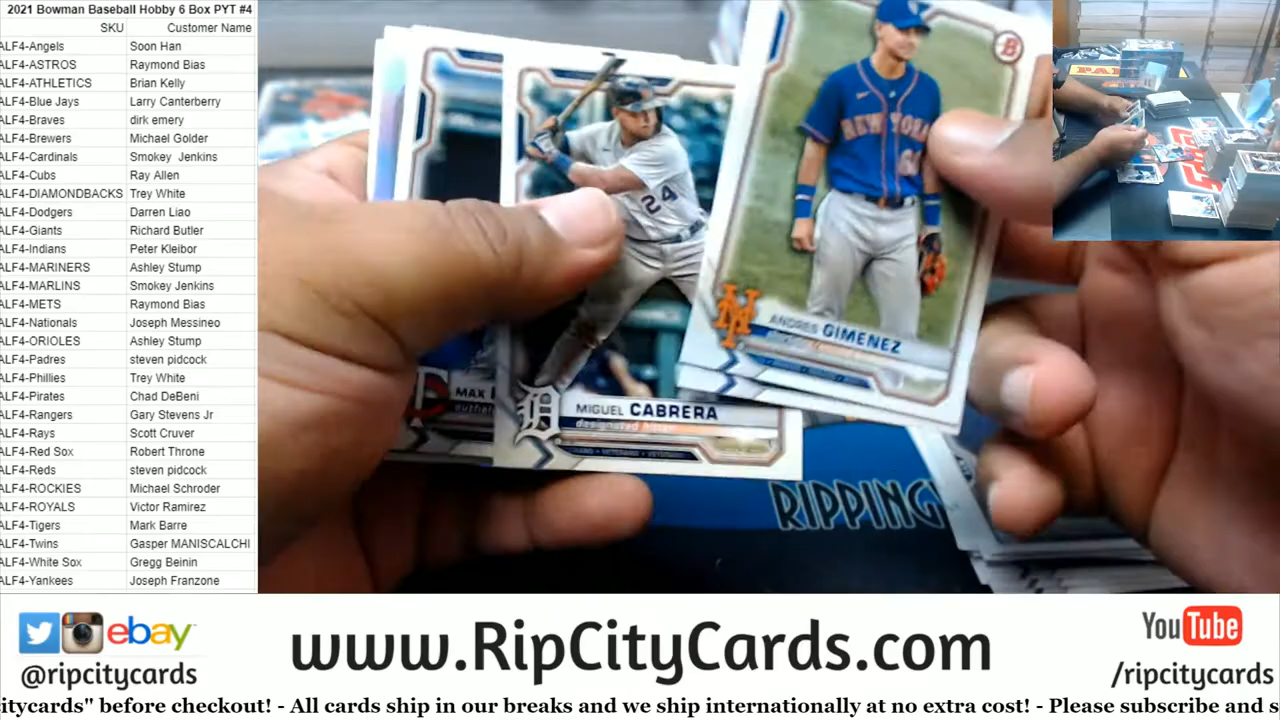 2021 Bowman Baseball Hobby 6 Box PYT #4
SKU Customer Name
ALF4-Angels Soon Han
ALF4-ASTROS Raymond Bias
ALF4-ATHLETICS Brian Kelly
ALF4-Blue Jays Larry Canterberry
ALF4-Braves dirk emery
ALF4-Brewers Michael Golder
ALF4-Cardinals Smokey Jenkins
ALF4-Cubs Ray Allen
ALF4-DIAMONDBACKS Trey White
ALF4-Dodgers Darren Liao
ALF4-Giants Richard Butler
ALF4-Indians Peter Kleibor
ALF4-MARINERS Ashley Stump
ALF4-MARLINS Smokey Jenkins
ALF4-METS Raymond Bias
ALF4-Nationals Joseph Messineo
ALF4-ORIOLES Ashley Stump
ALF4-Padres steven pidcock
ALF4-Phillies Trey White
ALF4-Pirates Chad DeBeni
ALF4-Rangers Gary Stevens Jr
ALF4-Rays Scott Cruver
ALF4-Red Sox Robert Throne
ALF4-Reds steven pidcock
ALF4-ROCKIES Michael Schroder
ALF4-ROYALS Victor Ramirez
ALF4-Tigers Mark Barre
ALF4-Twins Gasper MANISCALCHI
ALF4-White Sox Gregg Beinin
ALF4-Yankees Joseph Franzone
B
NEW YORK
24
ANDRES GIMENEZ
MAX
MIGUEL CABRERA
designated hitter
RIPPING
ebay
@ripcitycards
www.RipCityCards.com
YouTube
/ripcitycards
citycards" before checkout! - All cards ship in our breaks and we ship internationally at no extra cost! - Please subscribe and s